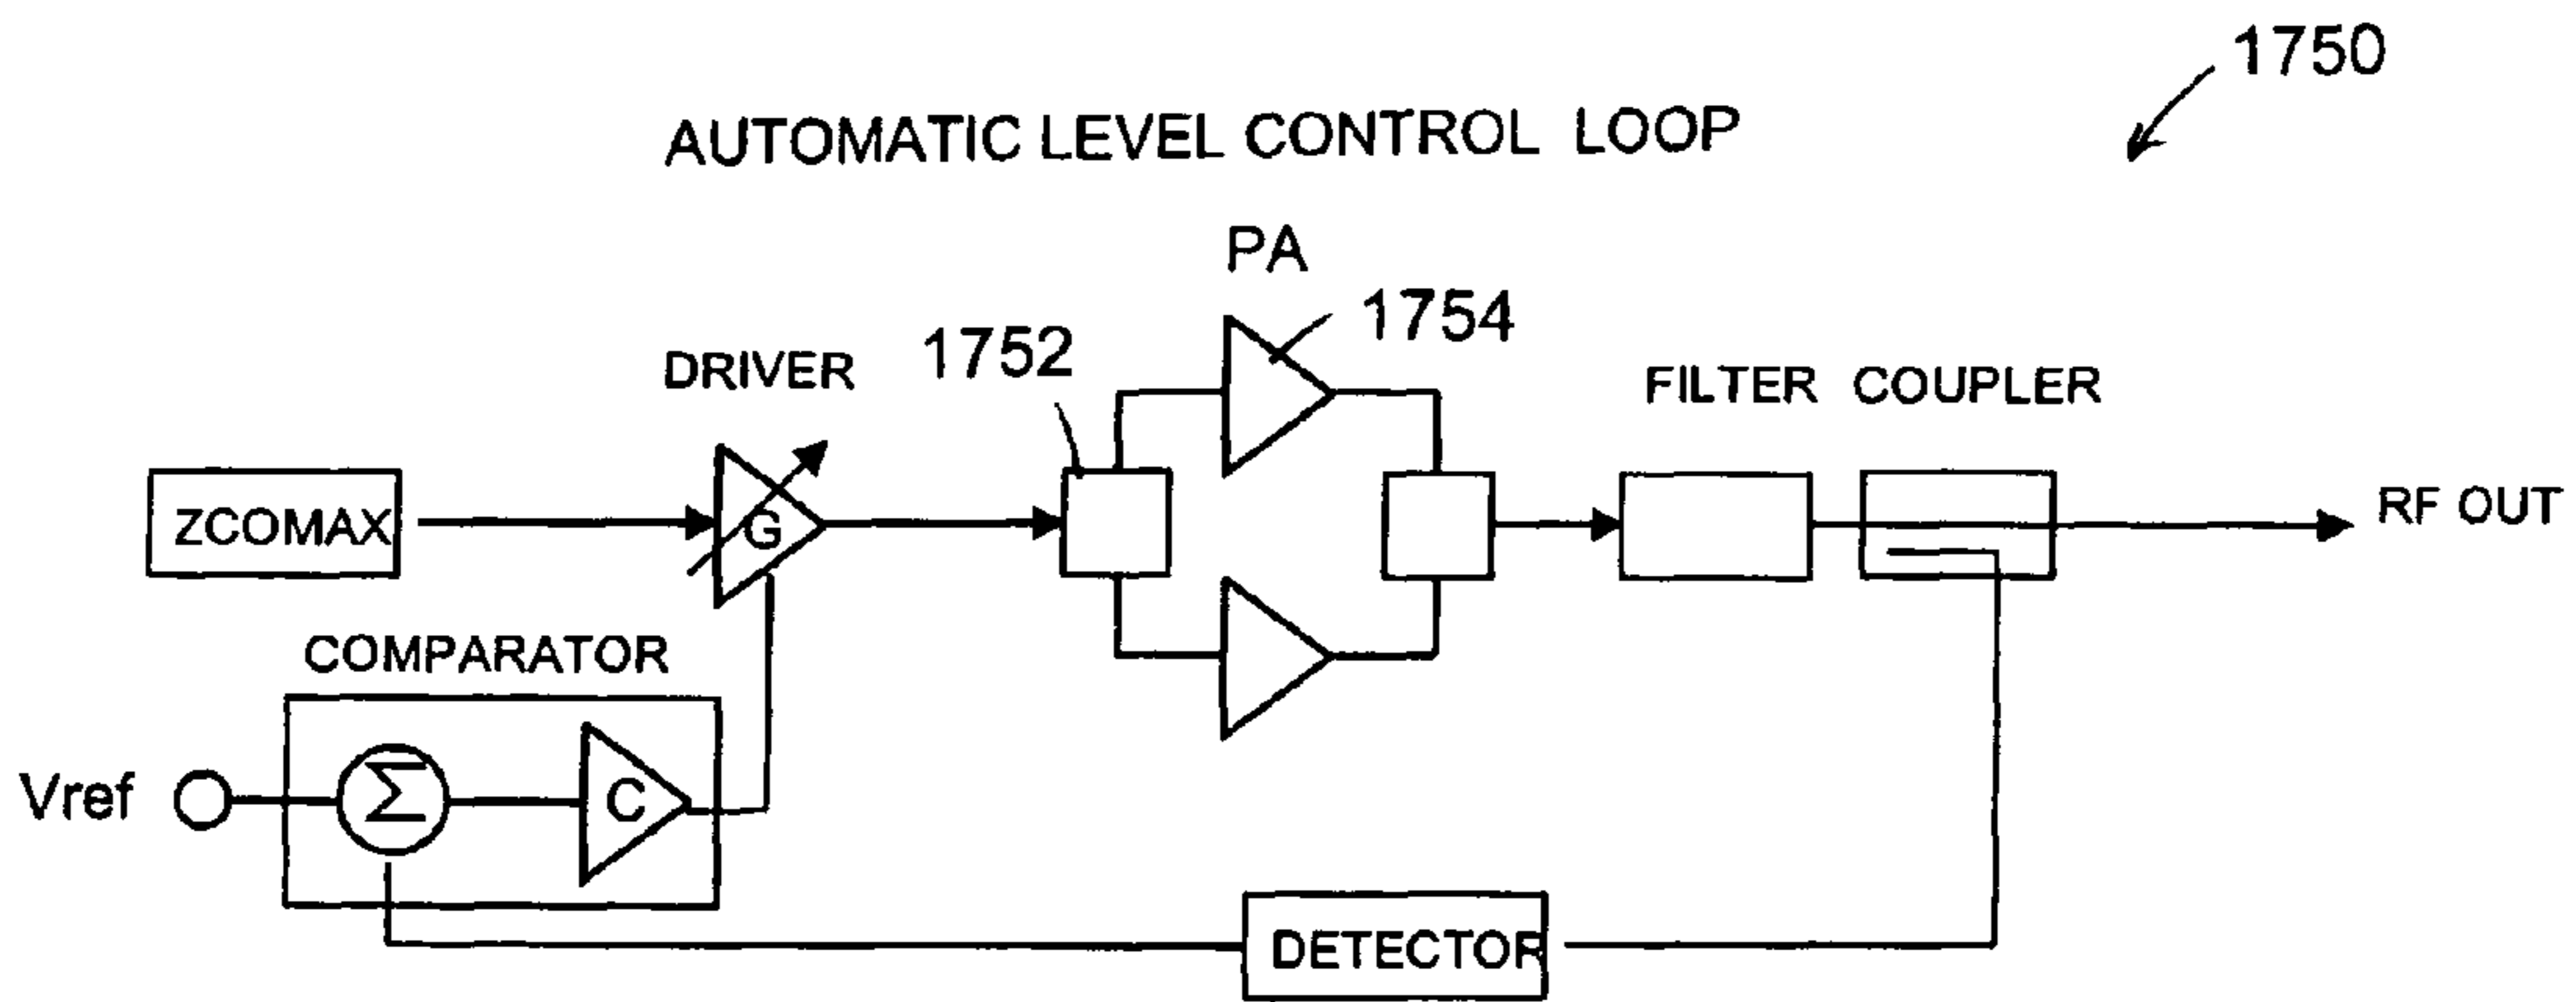 1750
AUTOMATIC LEVEL CONTROL LOOP
PA
1754
1752
DRIVER
FILTER COUPLER
ZCOMAX
G
RF OUT
COMPARATOR
Vref
Σ
C
DETECTOR